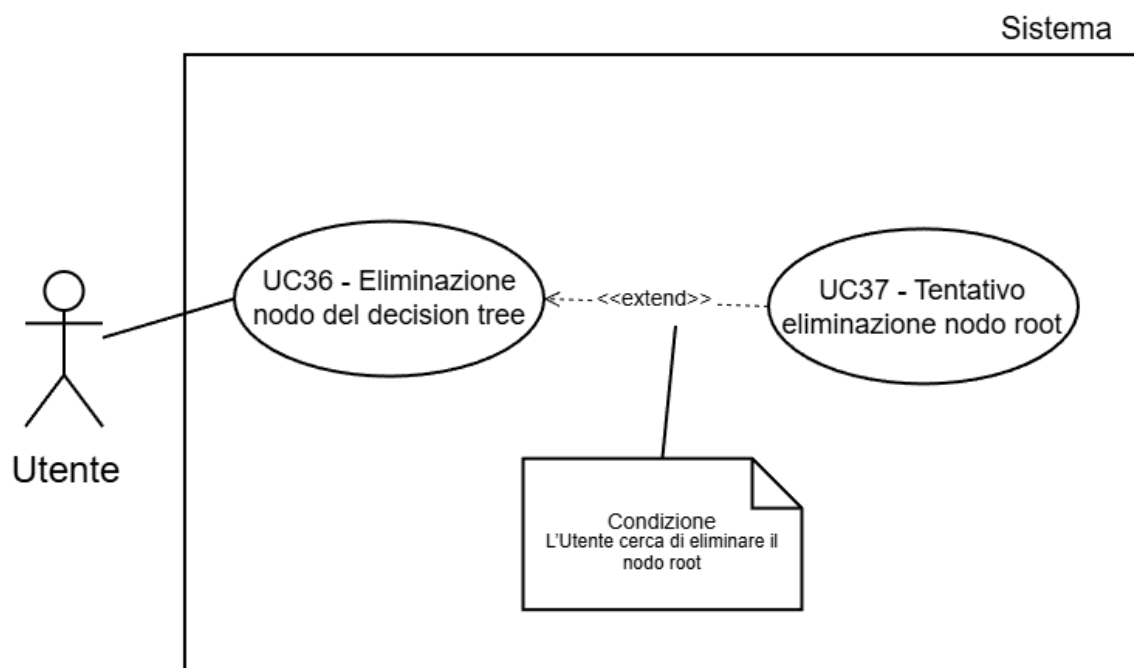 Sistema
UC36 - Eliminazione
nodo del decision tree
<<extend>>
UC37 - Tentativo
eliminazione nodo root
Utente
Condizione
L'Utente cerca di eliminare il
nodo root